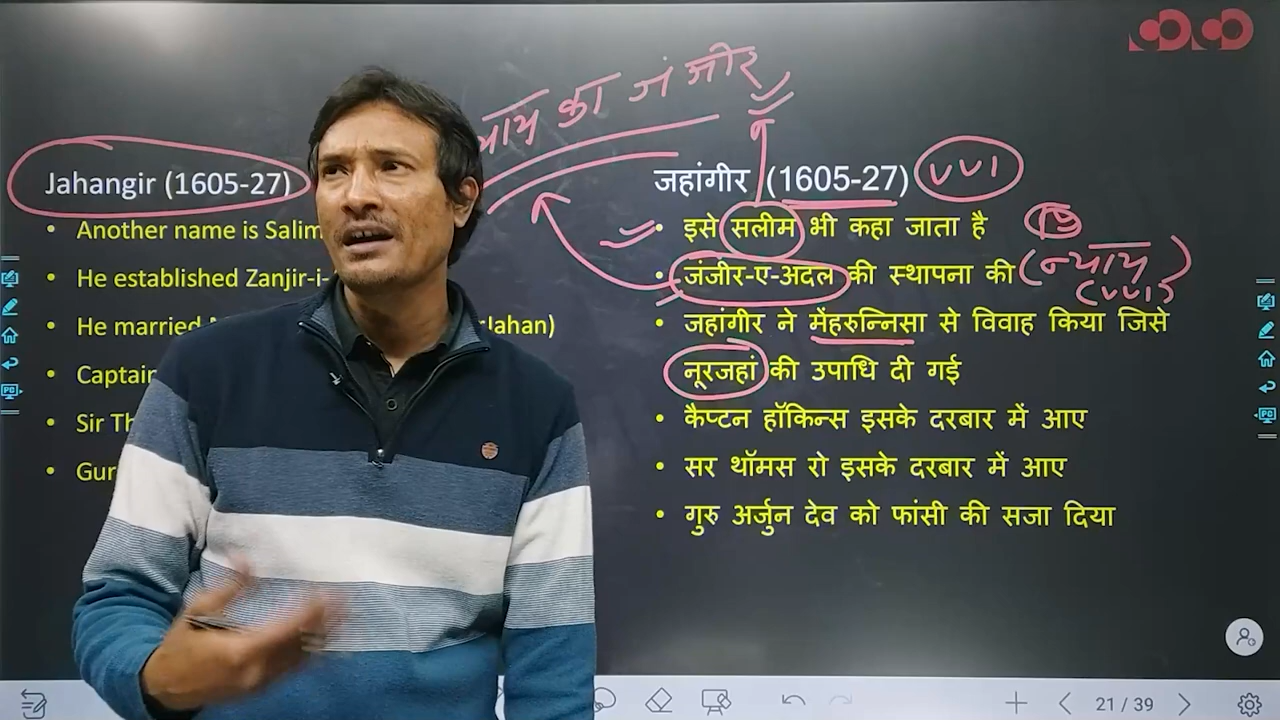 न्याय का जंजीर
Jahangir (1605-27)
• Another name is Salim
• He established Zanjir-i-
• He married
Jahan)
• Captain
• Sir Th
• Gur
जहांगीर (1605-27) VVI
• इसे सलीम भी कहा जाता है
• जंजीर-ए-अदल की स्थापना की (न्याय)
(VVI)
• जहांगीर ने मेंहरुन्निसा से विवाह किया जिसे
नूरजहां की उपाधि दी गई
• कैप्टन हॉकिन्स इसके दरबार में आए
• सर थॉमस रो इसके दरबार में आए
• गुरु अर्जुन देव को फांसी की सजा दिया
21 / 39